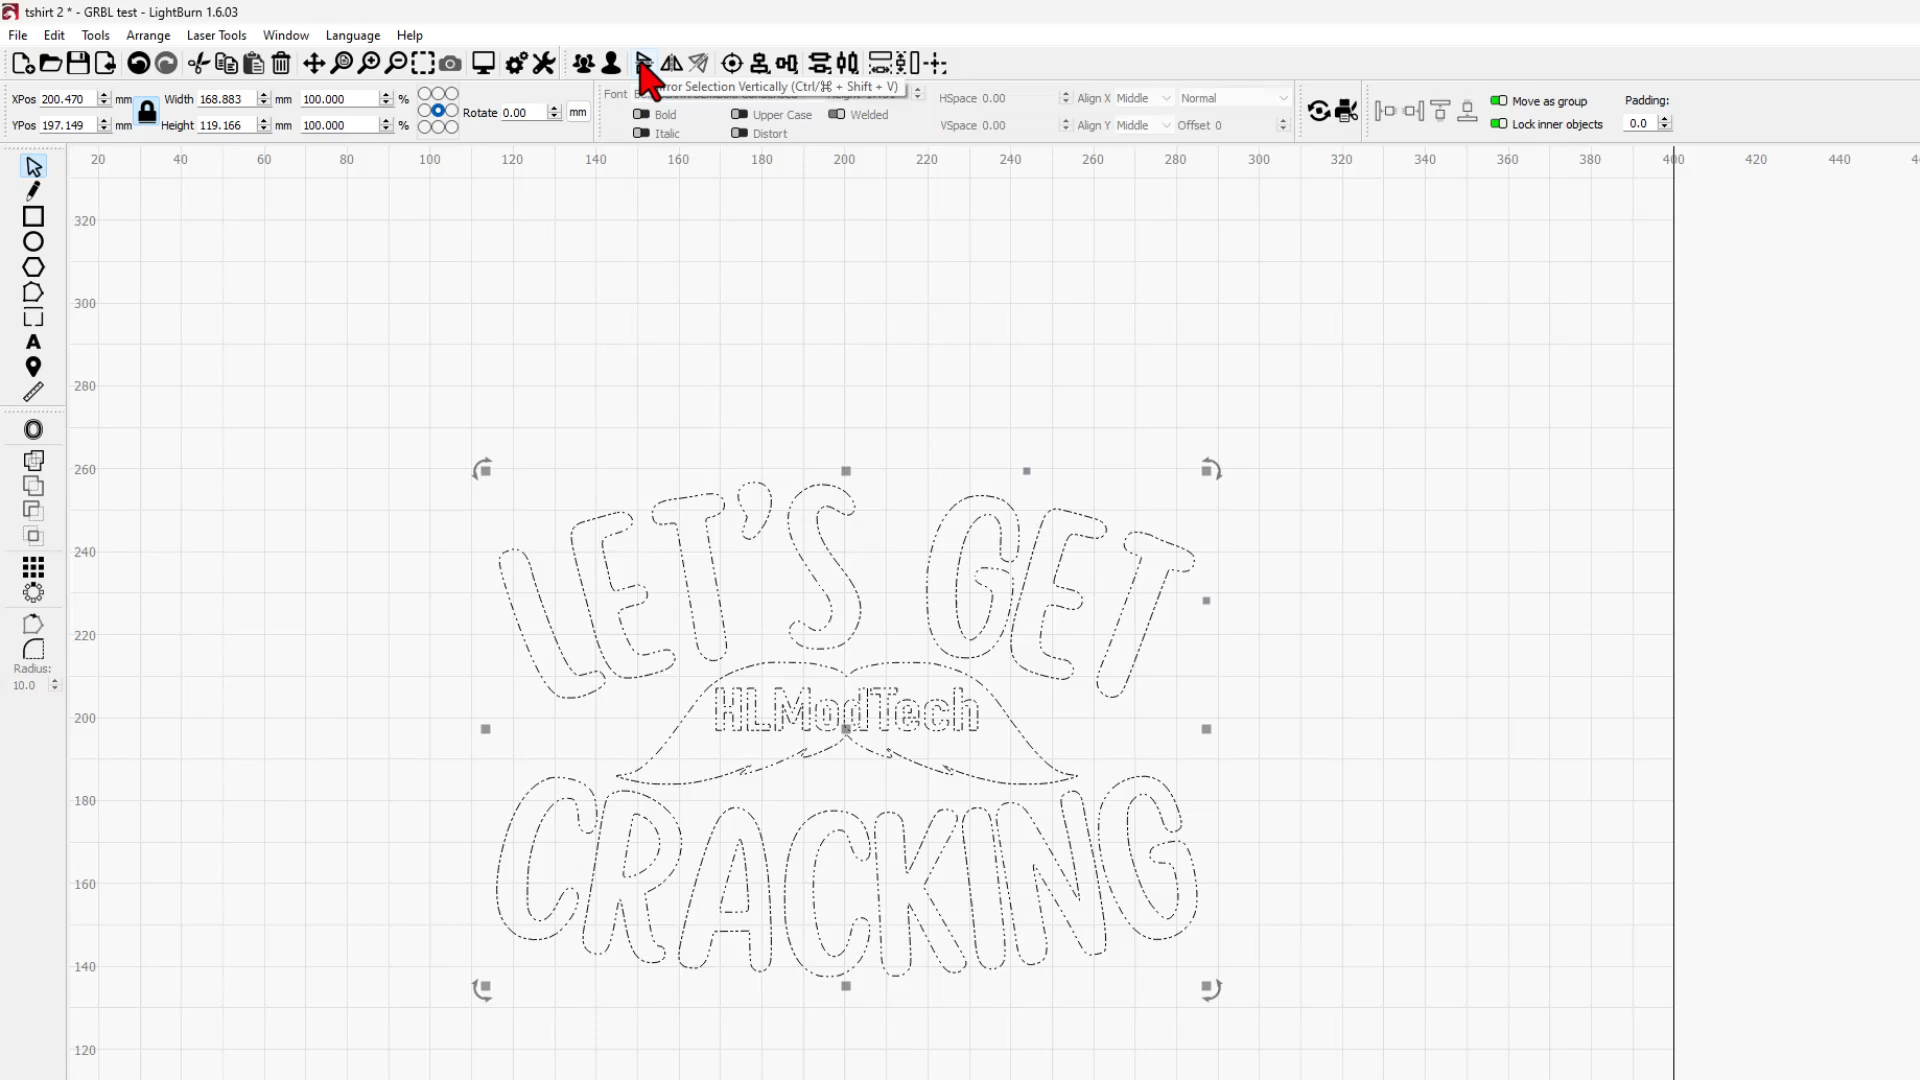 tshirt 2 * - GRBL test - LightBurn 1.6.03
File Edit Tools Arrange Laser Tools Window Language Help
XPos 200.470 mm Width 168.883 mm 100.000 %
YPos 197.149 mm Height 119.166 mm 100.000 %
Rotate 0.00 mm
Font
rror Selection Vertically (Ctrl/⌘ + Shift + V)
Bold Upper Case Welded
Italic Distort
HSpace 0.00 Align X Middle Normal
VSpace 0.00 Align Y Middle Offset 0
Move as group Padding:
Lock inner objects 0.0
20 40 60 80 100 120 140 160 180 200 220 240 260 280 300 320 340 360 380 400 420 440
320
300
280
260
240
220
200
180
160
140
120
Radius:
10.0
LET'S GET
HLModTech
CRACKING